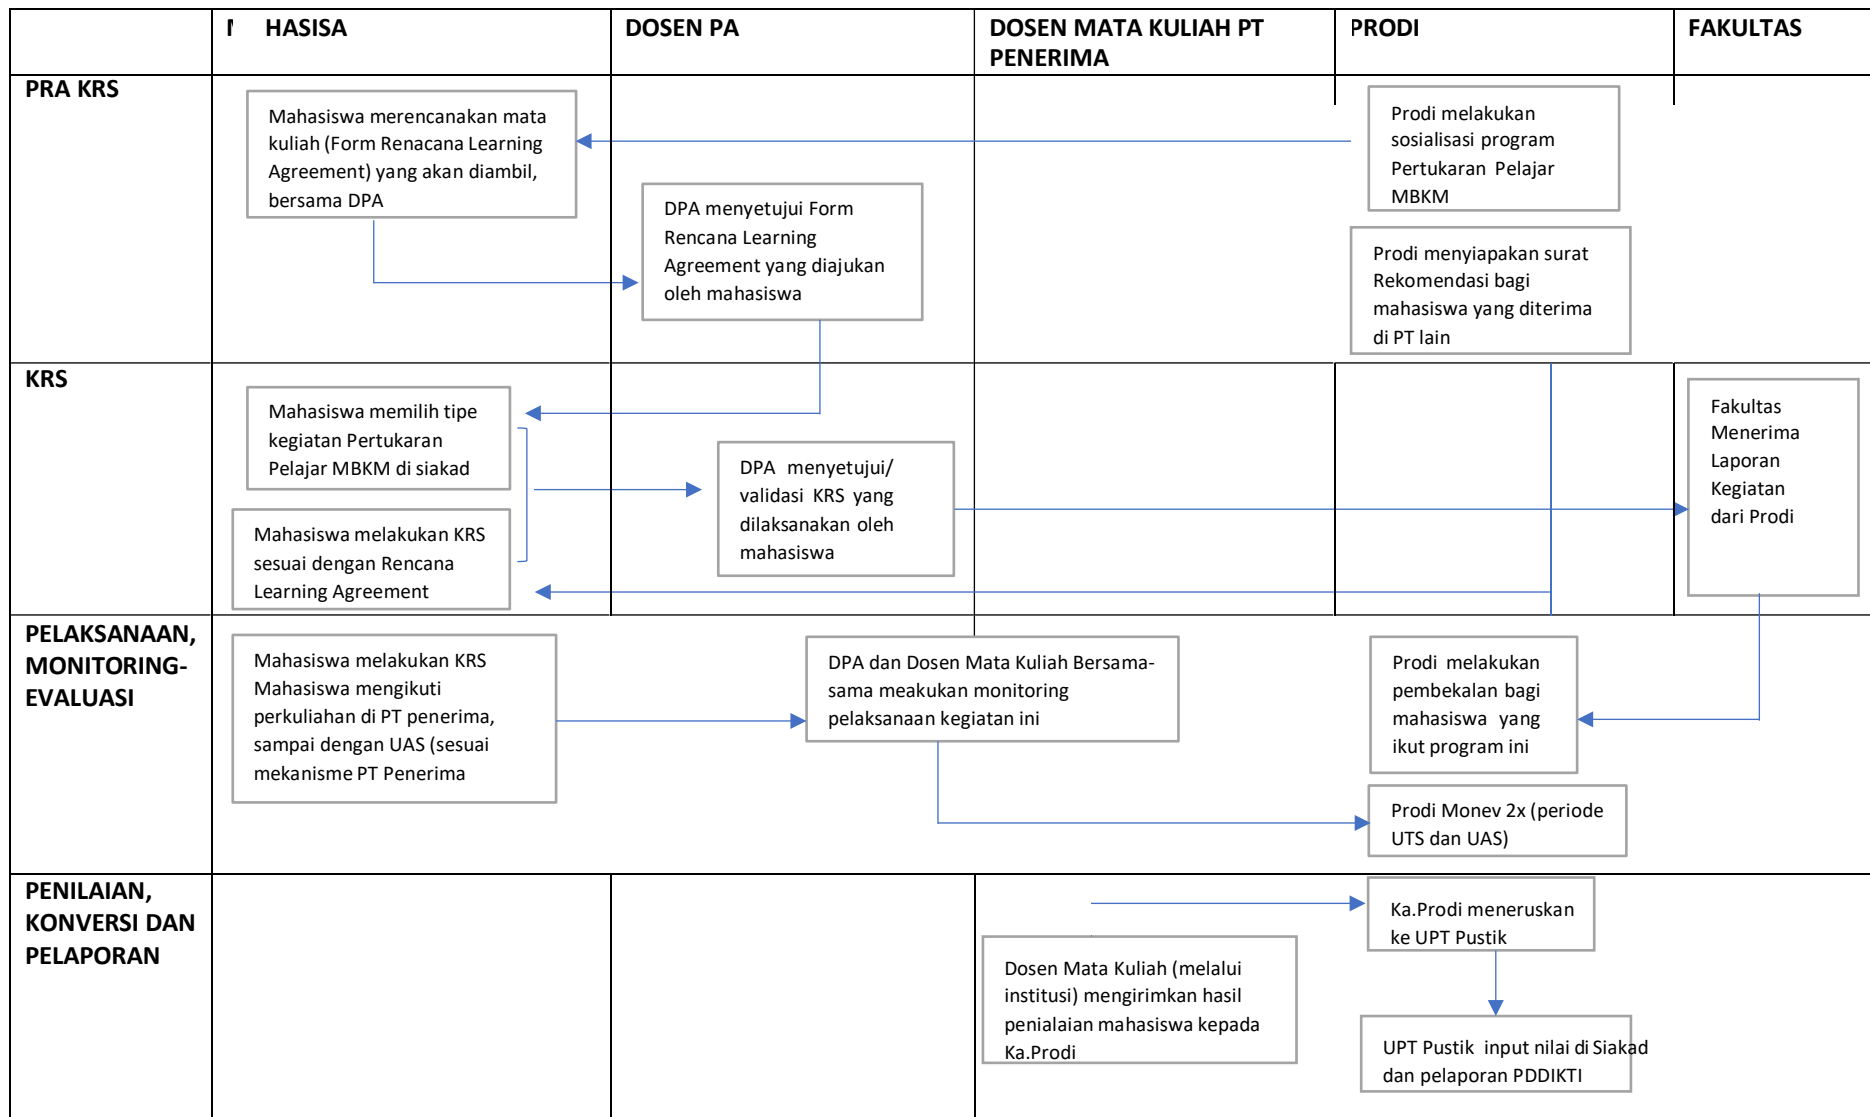 HASISA
DOSEN PA
DOSEN MATA KULIAH PT
PENERIMA
PRODI
FAKULTAS
PRA KRS
Mahasiswa merencanakan mata
kuliah (Form Renacana Learning
Agreement) yang akan diambil,
bersama DPA
DPA menyetujui Form
Rencana Learning
Agreement yang diajukan
oleh mahasiswa
Prodi melakukan
sosialisasi program
Pertukaran Pelajar
MBKM
Prodi menyiapakan surat
Rekomendasi bagi
mahasiswa yang diterima
di PT lain
KRS
Mahasiswa memilih tipe
kegiatan Pertukaran
Pelajar MBKM di siakad
Mahasiswa melakukan KRS
sesuai dengan Rencana
Learning Agreement
DPA menyetujui/
validasi KRS yang
dilaksanakan oleh
mahasiswa
Fakultas
Menerima
Laporan
Kegiatan
dari Prodi
PELAKSANAAN,
MONITORING-
EVALUASI
Mahasiswa melakukan KRS
Mahasiswa mengikuti
perkuliahan di PT penerima,
sampai dengan UAS (sesuai
mekanisme PT Penerima
DPA dan Dosen Mata Kuliah Bersama-
sama meakukan monitoring
pelaksanaan kegiatan ini
Prodi melakukan
pembekalan bagi
mahasiswa yang
ikut program ini
Prodi Monev 2x (periode
UTS dan UAS)
PENILAIAN,
KONVERSI DAN
PELAPORAN
Dosen Mata Kuliah (melalui
institusi) mengirimkan hasil
penialaian mahasiswa kepada
Ka.Prodi
Ka.Prodi meneruskan
ke UPT Pustik
UPT Pustik input nilai di Siakad
dan pelaporan PDDIKTI